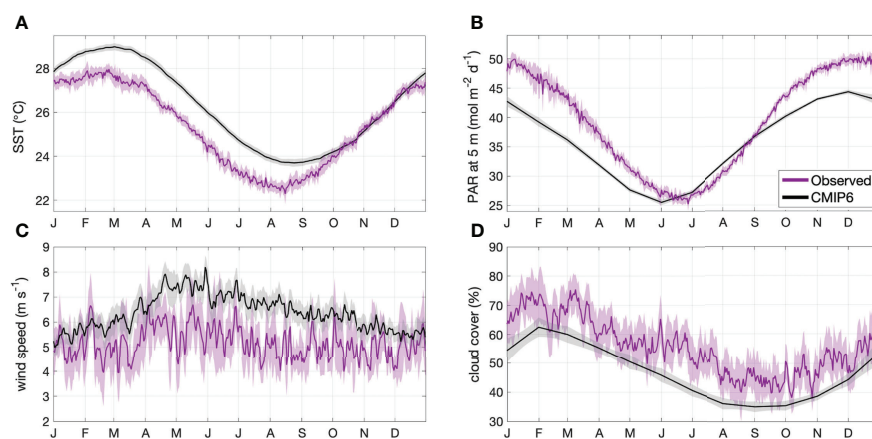 A
SST (°C)
28
26
24
22
J F M A M J J A S O N D
B
PAR at 5 m (mol m⁻² d⁻¹)
50
45
40
35
30
25
J F M A M J J A S O N D
Observed
CMIP6
C
wind speed (m s⁻¹)
9
8
7
6
5
4
3
2
J F M A M J J A S O N D
D
cloud cover (%)
90
80
70
60
50
40
30
J F M A M J J A S O N D